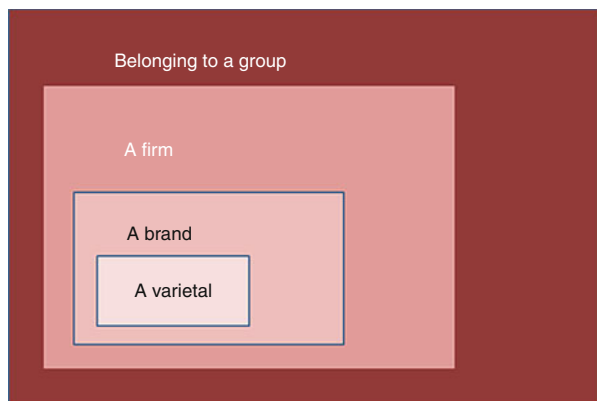 Belonging to a group
A firm
A brand
A varietal